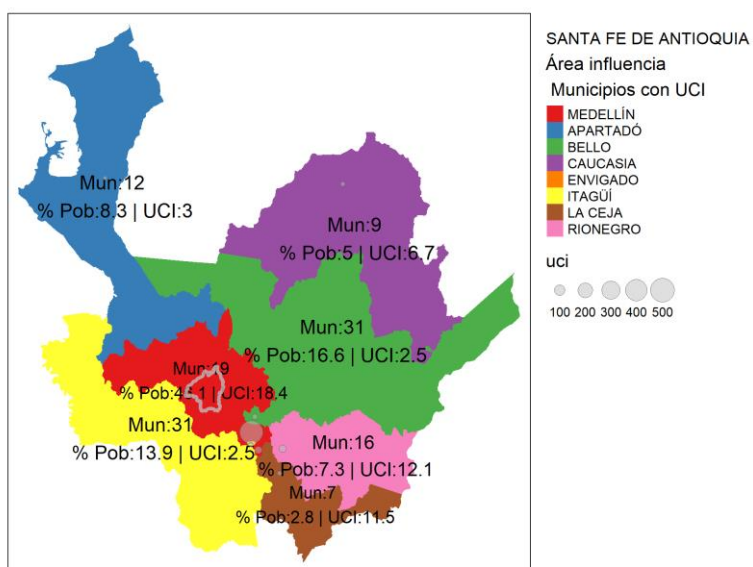 SANTA FE DE ANTIOQUIA
Área influencia
Municipios con UCI
MEDELLÍN
APARTADÓ
BELLO
CAUCASIA
ENVIGADO
ITAGÜÍ
LA CEJA
RIONEGRO
uci
100 200 300 400 500
Mun:12
% Pob:8.3 | UCI:3
Mun:9
% Pob:5 | UCI:6.7
Mun:31
% Pob:16.6 | UCI:2.5
% | UCI:18.4
Mun:31
% Pob:13.9 | UCI:2.5
Mun:16
% Pob:7.3 | UCI:12.1
Mun:7
% Pob:2.8 | UCI:11.5